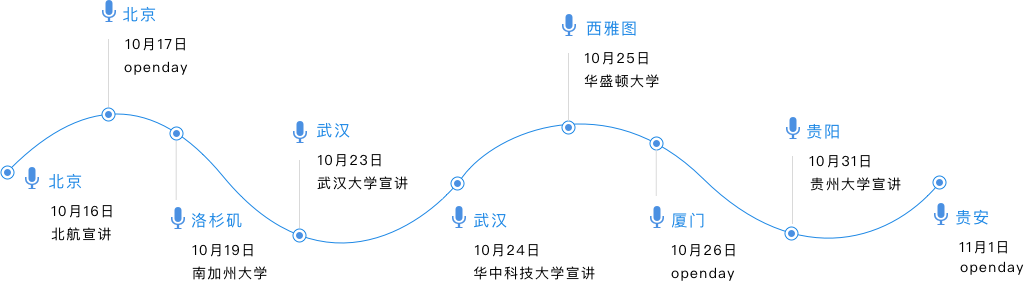 北京
10月16日
北航宣讲
北京
10月17日
openday
洛杉矶
10月19日
南加州大学
武汉
10月23日
武汉大学宣讲
武汉
10月24日
华中科技大学宣讲
西雅图
10月25日
华盛顿大学
厦门
10月26日
openday
贵阳
10月31日
贵州大学宣讲
贵安
11月1日
openday